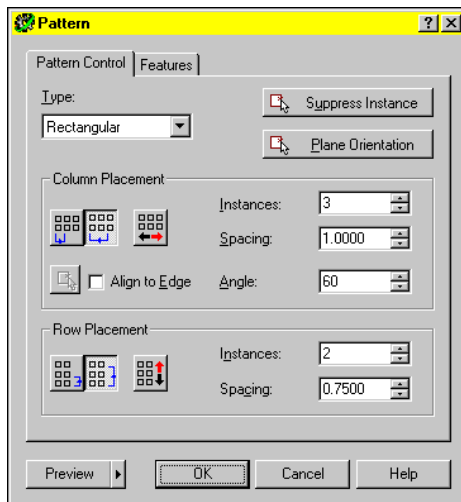 Pattern
Pattern Control Features
Type:
Rectangular
Suppress Instance
Plane Orientation
Column Placement
Instances: 3
Spacing: 1.0000
Align to Edge
Angle: 60
Row Placement
Instances: 2
Spacing: 0.7500
Preview OK Cancel Help